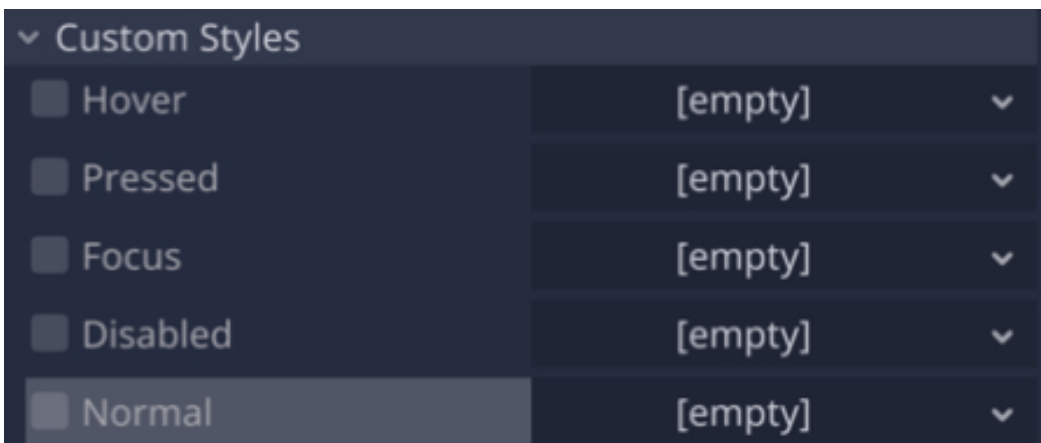 Custom Styles
Hover [empty]
Pressed [empty]
Focus [empty]
Disabled [empty]
Normal [empty]